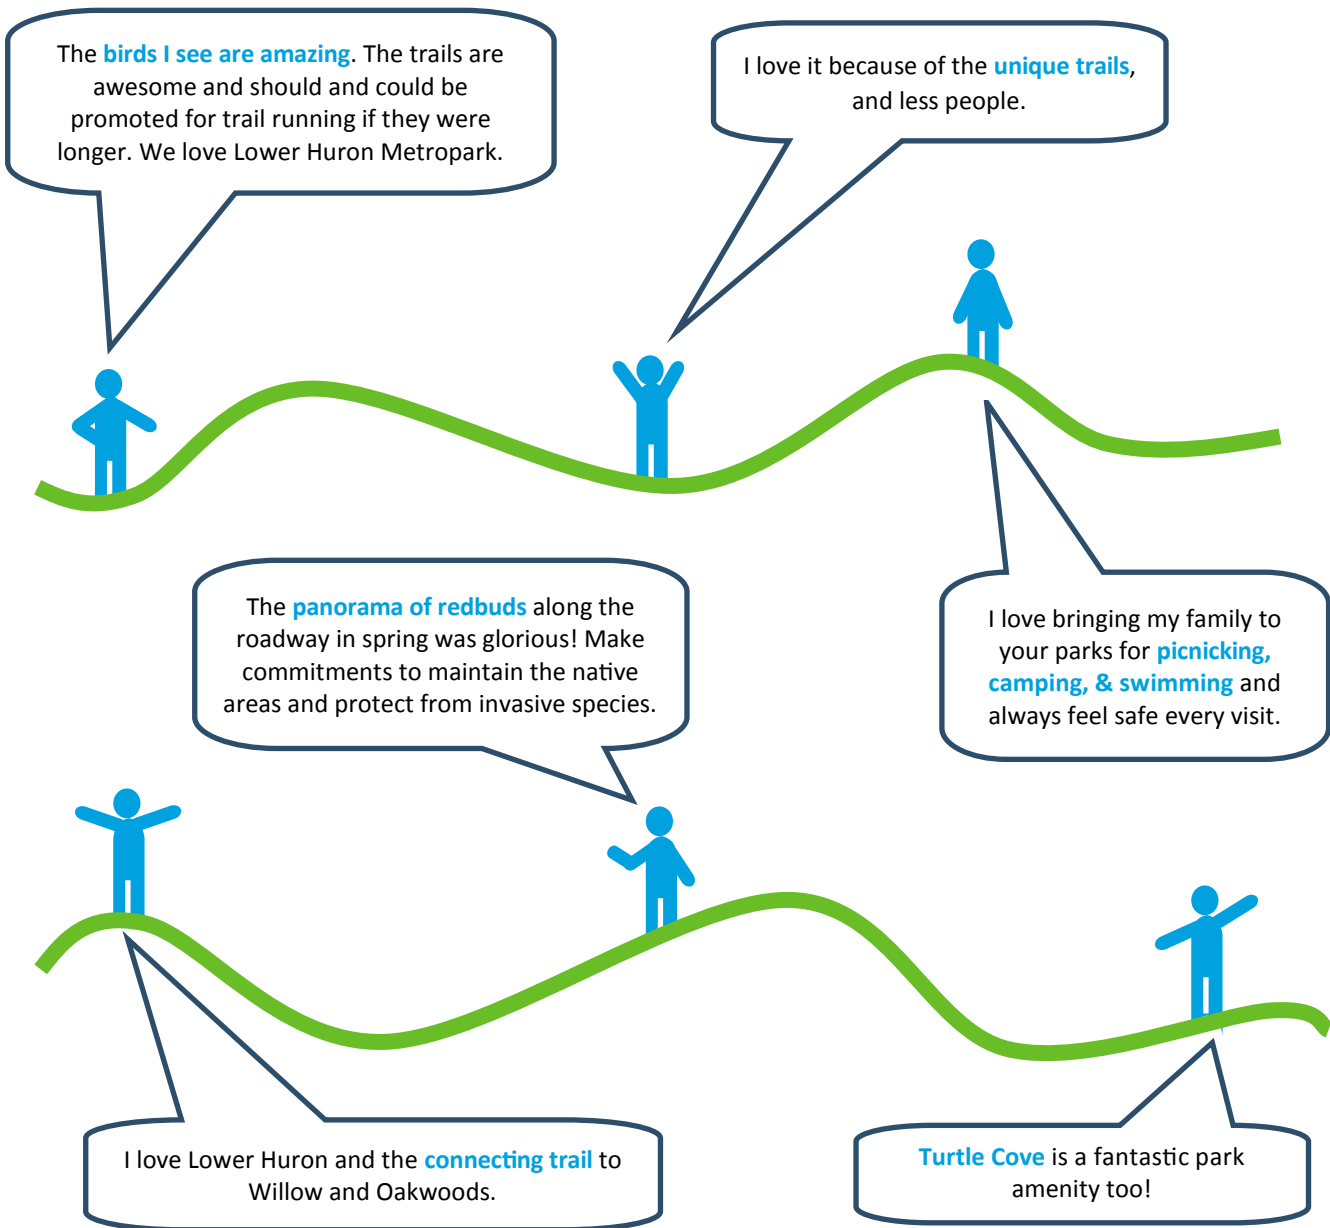 The birds I see are amazing. The trails are
awesome and should and could be
promoted for trail running if they were
longer. We love Lower Huron Metropark.
I love it because of the unique trails,
and less people.
The panorama of redbuds along the
roadway in spring was glorious! Make
commitments to maintain the native
areas and protect from invasive species.
I love bringing my family to
your parks for picnicking,
camping, & swimming and
always feel safe every visit.
I love Lower Huron and the connecting trail to
Willow and Oakwoods.
Turtle Cove is a fantastic park
amenity too!